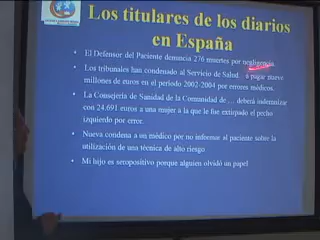 Los titulares de los diarios
en España
• El Defensor del Paciente denuncia 276 muertes por negligencia.
• Los tribunales han condenado al Servicio de Salud.. a pagar nueve
millones de euros en el período 2002-2004 por errores médicos.
• La Consejería de Sanidad de la Comunidad de ... deberá indemnizar
con 24.691 euros a una mujer a la que le fue extirpado el pecho
izquierdo por error.
• Nueva condena a un médico por no informar al paciente sobre la
utilización de una técnica de alto riesgo
• Mi hijo es seropositivo porque alguien olvidó un papel